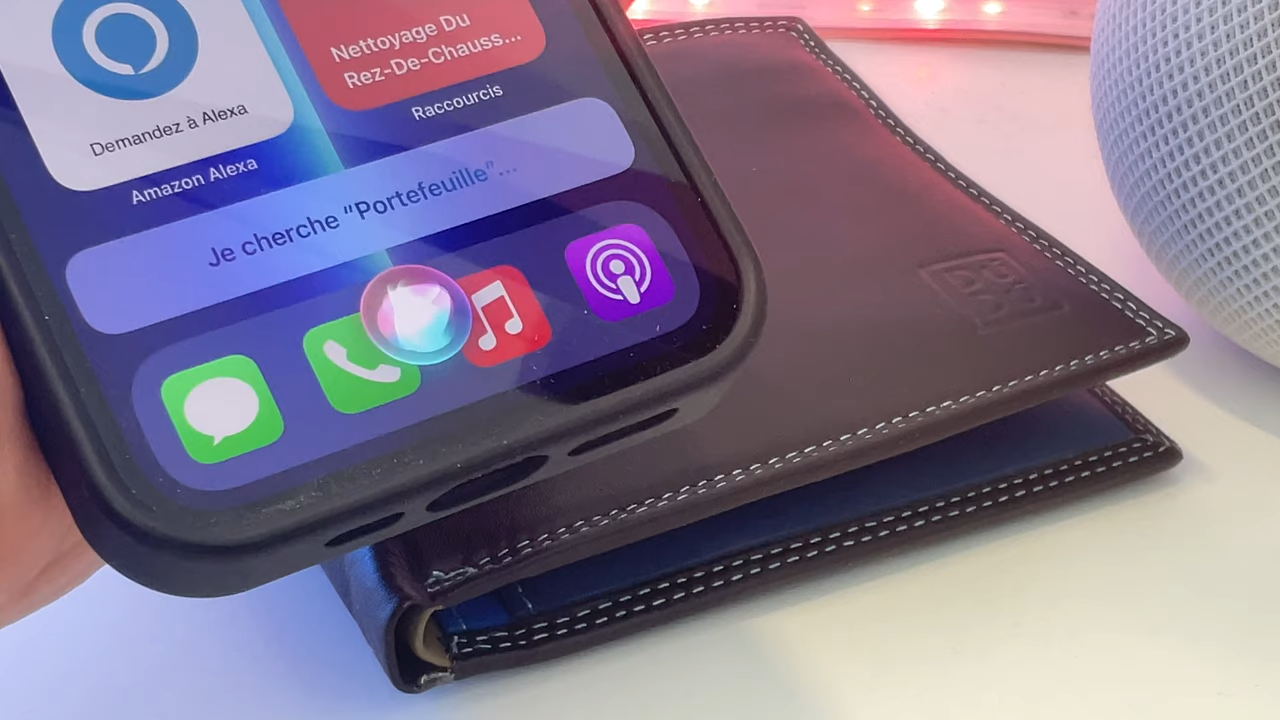 Demandez à Alexa
Amazon Alexa
Nettoyage Du
Rez-De-Chauss...
Raccourcis
Je cherche "Portefeuille"...